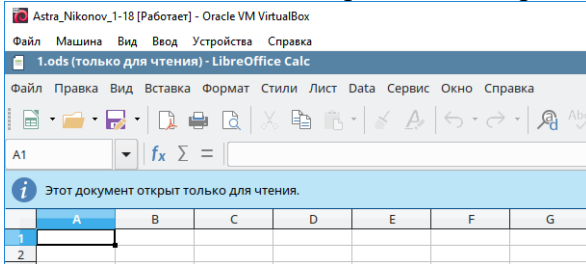 Astra_Nikonov_1-18 [Работает] - Oracle VM VirtualBox
Файл Машина Вид Ввод Устройства Справка
1.ods (только для чтения) - LibreOffice Calc
Файл Правка Вид Вставка Формат Стили Лист Data Сервис Окно Справка
A1 fx Σ =
Этот документ открыт только для чтения.
A B C D E F G
1
2